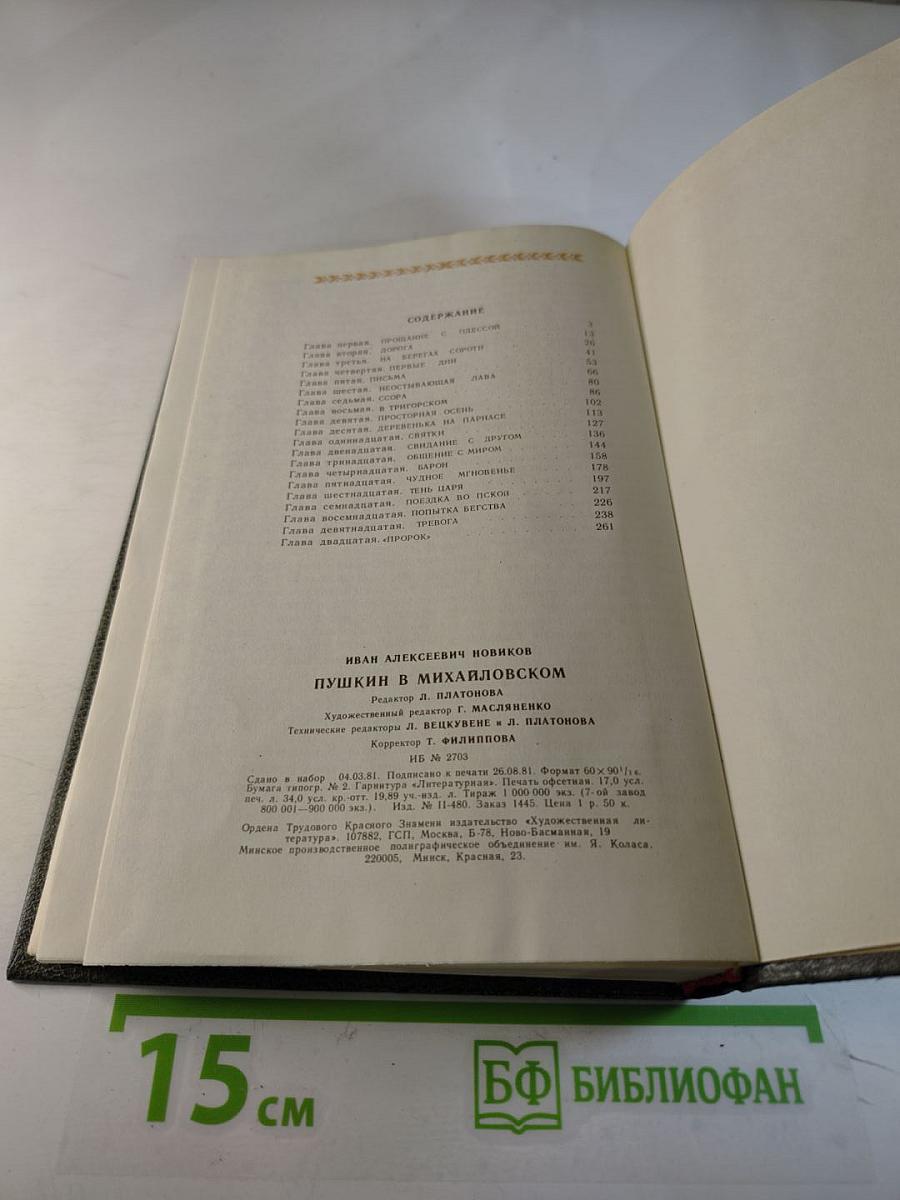 СОДЕРЖАНИЕ
Глава первая. ПРОЩАНИЕ С ОДЕССОЙ 3
Глава вторая. ДОРОГА 13
Глава третья. НА БЕРЕГАХ СОРОТИ 26
Глава четвертая. ПЕРВЫЕ ДНИ 41
Глава пятая. ПИСЬМА 53
Глава шестая. НЕОСТЫВАЮЩАЯ ЛАВА 66
Глава седьмая. ССОРА 80
Глава восьмая. В ТРИГОРСКОМ 86
Глава девятая. ПРОСТОРНАЯ ОСЕНЬ 102
Глава десятая. ДЕРЕВЕНЬКА НА ПАРНАСЕ 113
Глава одиннадцатая. СВЯТКИ 127
Глава двенадцатая. СВИДАНИЕ С ДРУГОМ 136
Глава тринадцатая. ОБЩЕНИЕ С МИРОМ 144
Глава четырнадцатая. БАРОН 158
Глава пятнадцатая. ЧУДНОЕ МГНОВЕНЬЕ 178
Глава шестнадцатая. ТЕНЬ ЦАРЯ 197
Глава семнадцатая. ПОЕЗДКА ВО ПСКОВ 217
Глава восемнадцатая. ПОПЫТКА БЕГСТВА 226
Глава девятнадцатая. ТРЕВОГА 238
Глава двадцатая. «ПРОРОК» 261
ИВАН АЛЕКСЕЕВИЧ НОВИКОВ
ПУШКИН В МИХАЙЛОВСКОМ
Редактор Л. ПЛАТОНОВА
Художественный редактор Г. МАСЛЯНЕНКО
Технические редакторы Л. ВЕЦКУВЕНЕ и Л. ПЛАТОНОВА
Корректор Т. ФИЛИППОВА
ИБ № 2703
Сдано в набор 04.03.81. Подписано к печати 26.08.81. Формат 60×90¹/₁₆.
Бумага типогр. № 2. Гарнитура «Литературная». Печать офсетная. 17,0 усл.
печ. л. 34,0 усл. кр.-отт. 19,89 уч.-изд. л. Тираж 1 000 000 экз. (7-ой завод
800 001—900 000 экз.). Изд. № II-480. Заказ 1445. Цена 1 р. 50 к.
Ордена Трудового Красного Знамени издательство «Художественная ли-
тература». 107882, ГСП, Москва, Б-78, Ново-Басманная, 19
Минское производственное полиграфическое объединение им. Я. Коласа.
220005, Минск, Красная, 23.
15 см
БФ БИБЛИОФАН